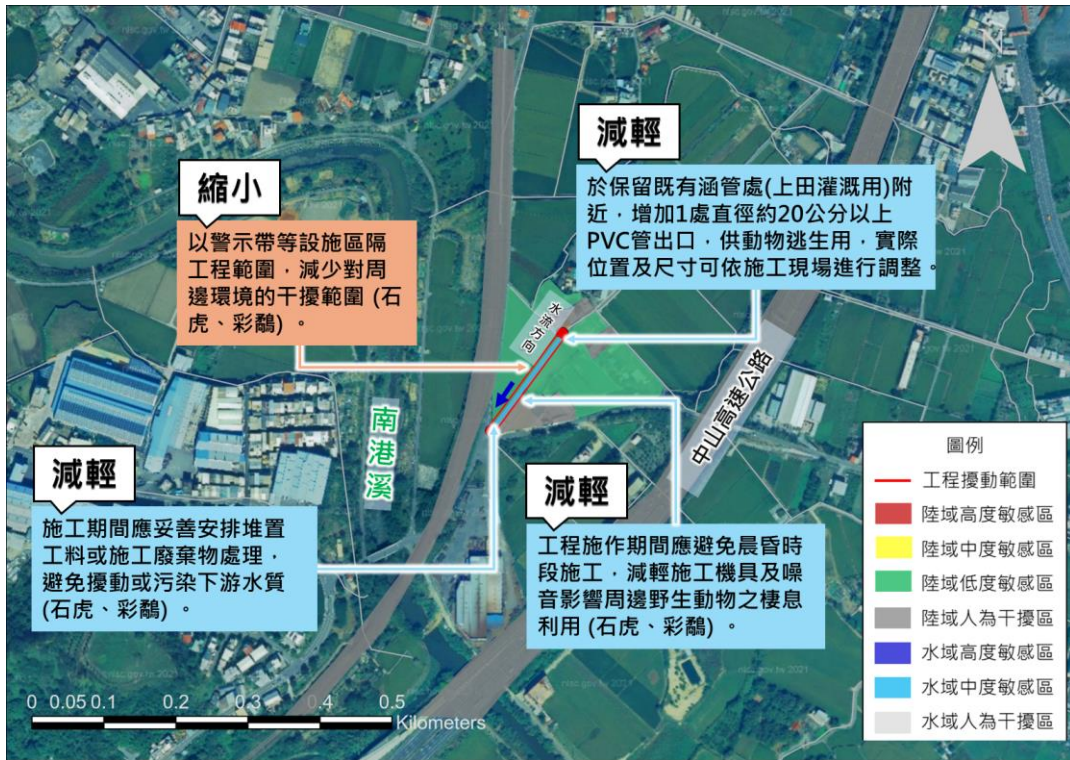 nlsc.gov.tw 2021
N
減輕
於保留既有涵管處(上田灌溉用)附
近，增加1處直徑約20公分以上
PVC管出口，供動物逃生用，實際
位置及尺寸可依施工現場進行調整。
縮小
以警示帶等設施區隔
工程範圍，減少對周
邊環境的干擾範圍 (石
虎、彩鷸) 。
水流方向
中山高速公路
南港溪
減輕
施工期間應妥善安排堆置
工料或施工廢棄物處理，
避免擾動或污染下游水質
(石虎、彩鷸) 。
減輕
工程施作期間應避免晨昏時
段施工，減輕施工機具及噪
音影響周邊野生動物之棲息
利用 (石虎、彩鷸) 。
圖例
工程擾動範圍
陸域高度敏感區
陸域中度敏感區
陸域低度敏感區
陸域人為干擾區
水域高度敏感區
水域中度敏感區
水域人為干擾區
0 0.05 0.1 0.2 0.3 0.4 0.5
Kilometers